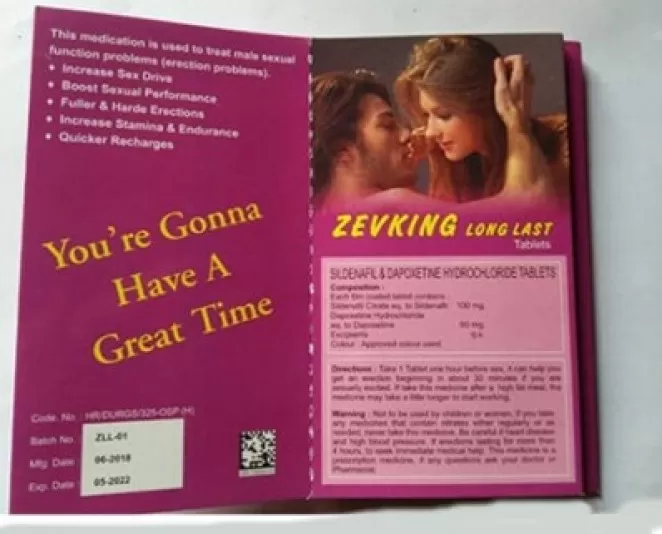 This medication is used to treat male sexual
function problems (erection problems).
• Increase Sex Drive
• Boost Sexual Performance
• Fuller & Harde Erections
• Increase Stamina & Endurance
• Quicker Recharges
You're Gonna
Have A
Great Time
Code. No : HR/DURGS/325-OSP (H)
Batch No : ZLL-01
Mfg. Date : 06-2018
Exp. Date : 05-2022
ZEVKING LONG LAST
Tablets
SILDENAFIL & DAPOXETINE HYDROCHLORIDE TABLETS
Composition :
Each film coated tablet contains :
Sildenafil Citrate eq. to Sildenafil 100 mg.
Dapoxetine Hydrochloride
eq. to Dapoxetine 60 mg.
Excipients
Colour : Approved colour used.
Directions : Take 1 Tablet one hour before sex, it can help you
get an erection beginning in about 30 minutes if you are
sexually excited. If take this medicine after a high fat meal, the
medicine may take a little longer to start working.
Warning : Not to be used by children or women, if you take
any medicines that contain nitrates either regularly or as
needed, never take this medicine. Be careful if heart disease
and high blood pressure. If erections lasting for more than
4 hours, to seek immediate medical help. This medicine is a
prescription medicine, if any questions ask your doctor or
Pharmacist.